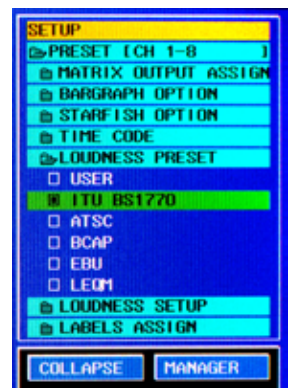 SETUP
PRESET [CH 1-8 ]
MATRIX OUTPUT ASSIGN
BARGRAPH OPTION
STARFISH OPTION
TIME CODE
LOUDNESS PRESET
USER
ITU BS1770
ATSC
BCAP
EBU
LEQM
LOUDNESS SETUP
LABELS ASSIGN
COLLAPSE MANAGER